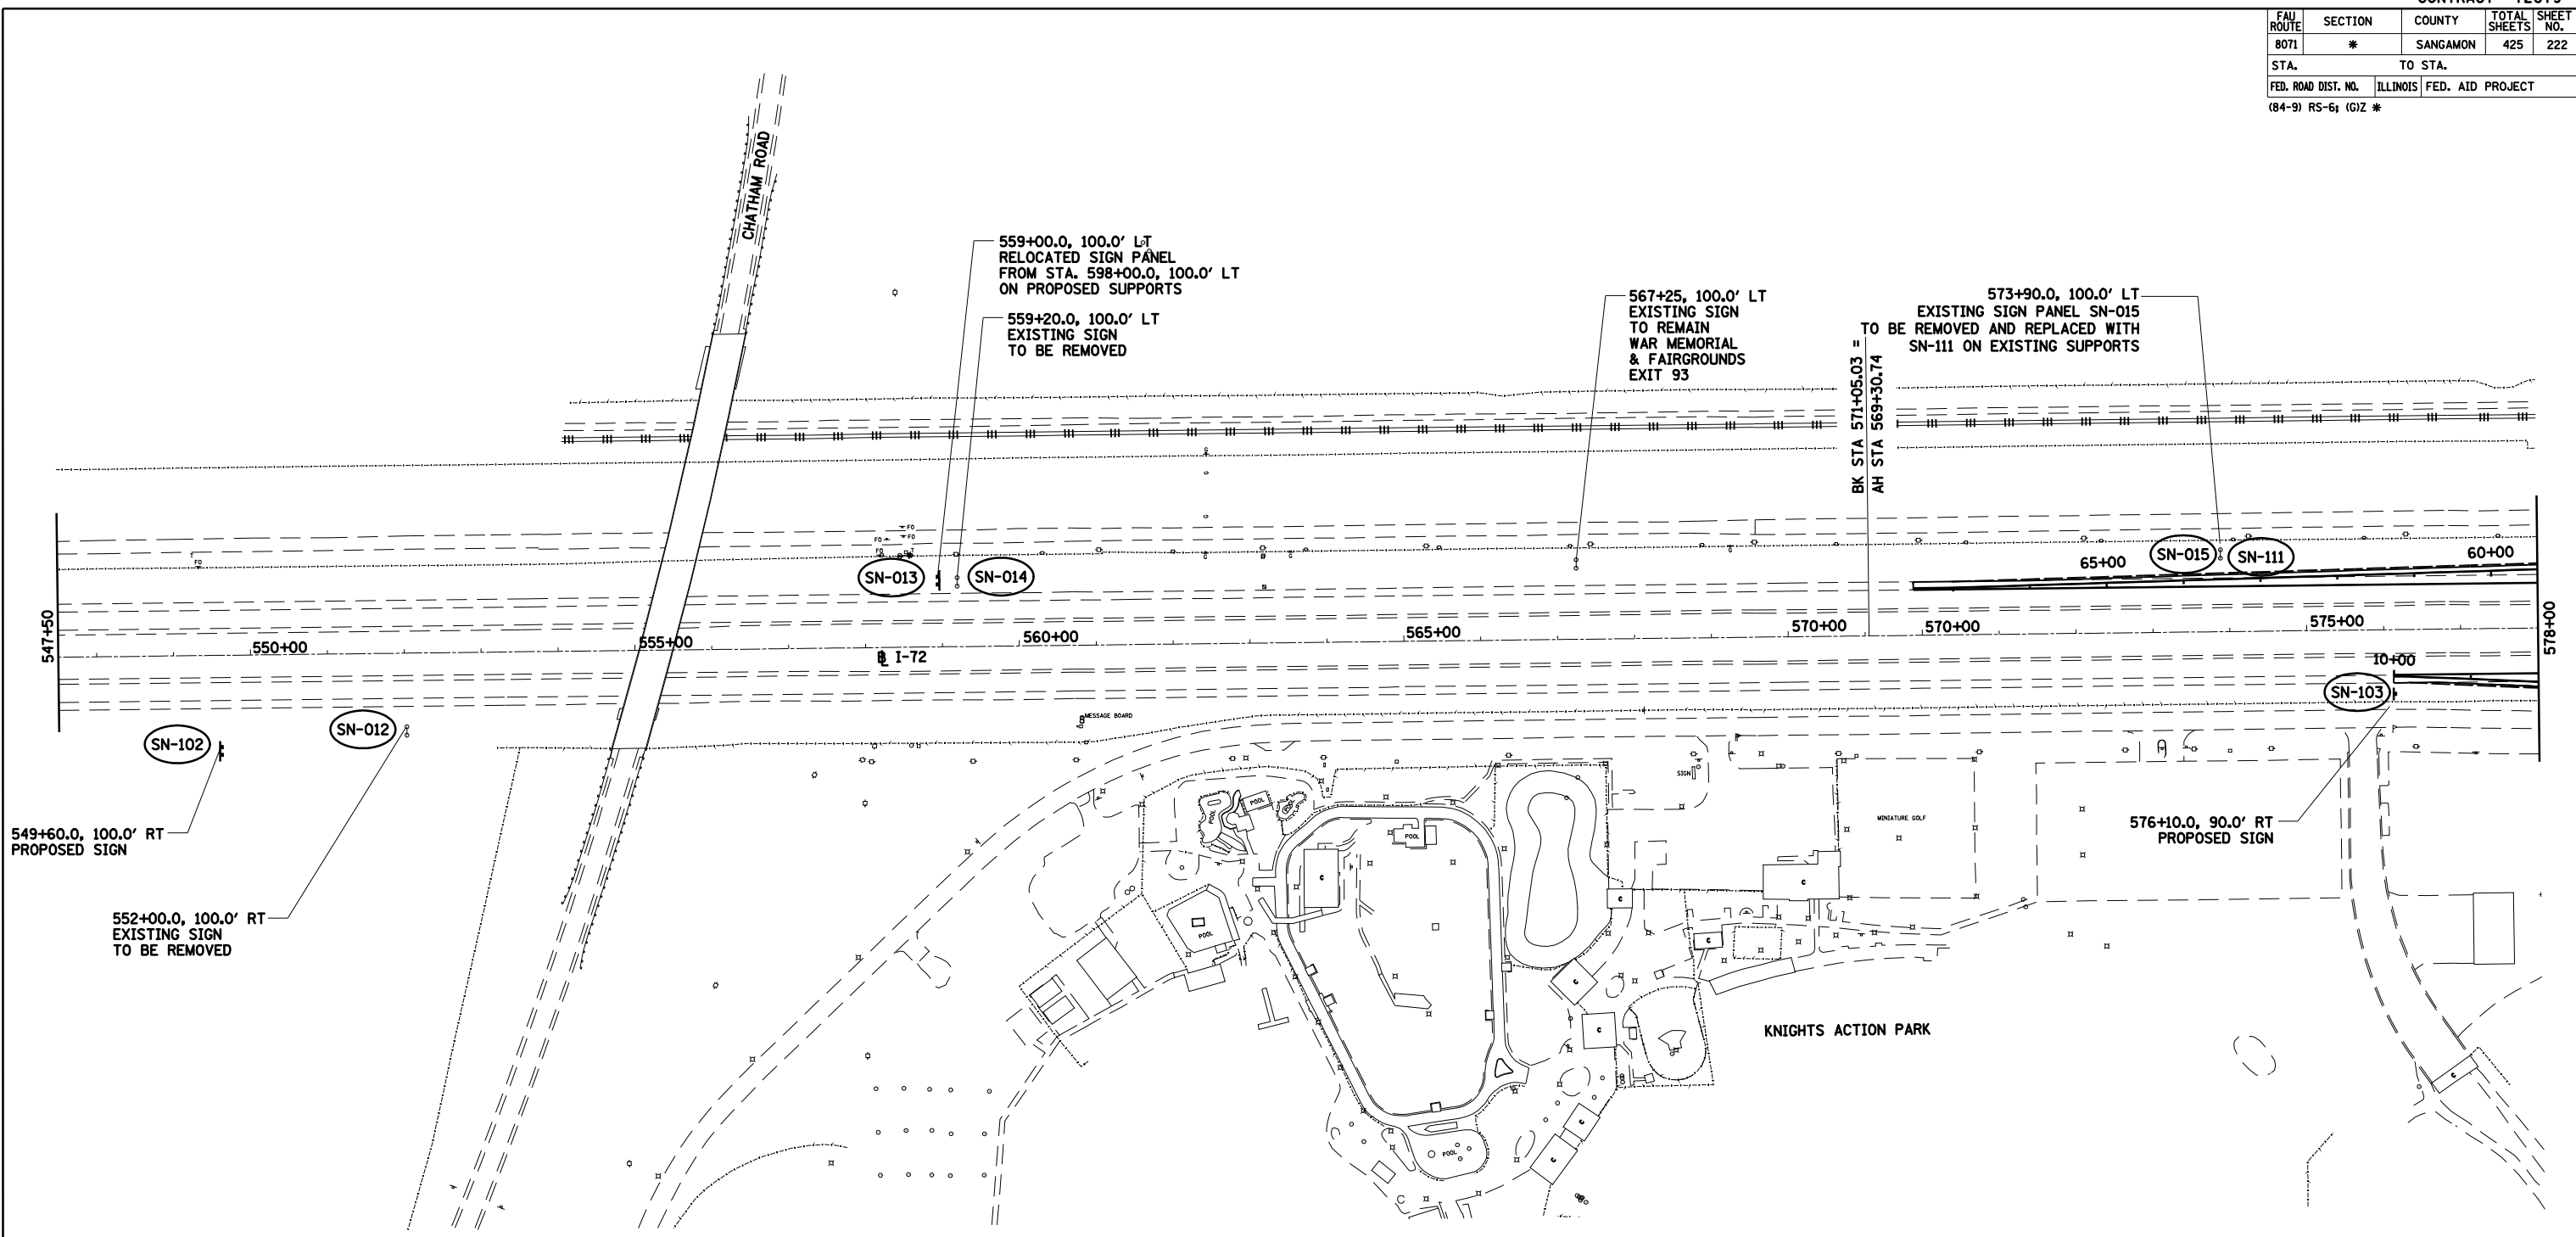 FAU ROUTE SECTION COUNTY TOTAL SHEETS SHEET NO.
8071 * SANGAMON 425 222
STA. TO STA.
FED. ROAD DIST. NO. ILLINOIS FED. AID PROJECT
(84-9) RS-6; (G)Z *
CHATHAM ROAD
559+00.0, 100.0' LT
RELOCATED SIGN PANEL
FROM STA. 598+00.0, 100.0' LT
ON PROPOSED SUPPORTS
559+20.0, 100.0' LT
EXISTING SIGN
TO BE REMOVED
567+25, 100.0' LT
EXISTING SIGN
TO REMAIN
WAR MEMORIAL
& FAIRGROUNDS
EXIT 93
573+90.0, 100.0' LT
EXISTING SIGN PANEL SN-015
TO BE REMOVED AND REPLACED WITH
SN-111 ON EXISTING SUPPORTS
BK STA 571+05.03 =
AH STA 569+30.74
FO
FO
FO
FO
FO
T
T
G
G
G
G
G
G
SN-013
SN-014
SN-015
SN-111
65+00
60+00
547+50
550+00
555+00
560+00
565+00
570+00
570+00
575+00
578+00
I-72
10+00
SN-103
SN-102
SN-012
MESSAGE BOARD
549+60.0, 100.0' RT
PROPOSED SIGN
552+00.0, 100.0' RT
EXISTING SIGN
TO BE REMOVED
SIGN
POOL
POOL
POOL
POOL
POOL
MINIATURE GOLF
576+10.0, 90.0' RT
PROPOSED SIGN
C
C
C
C
C
C
C
C
C
KNIGHTS ACTION PARK